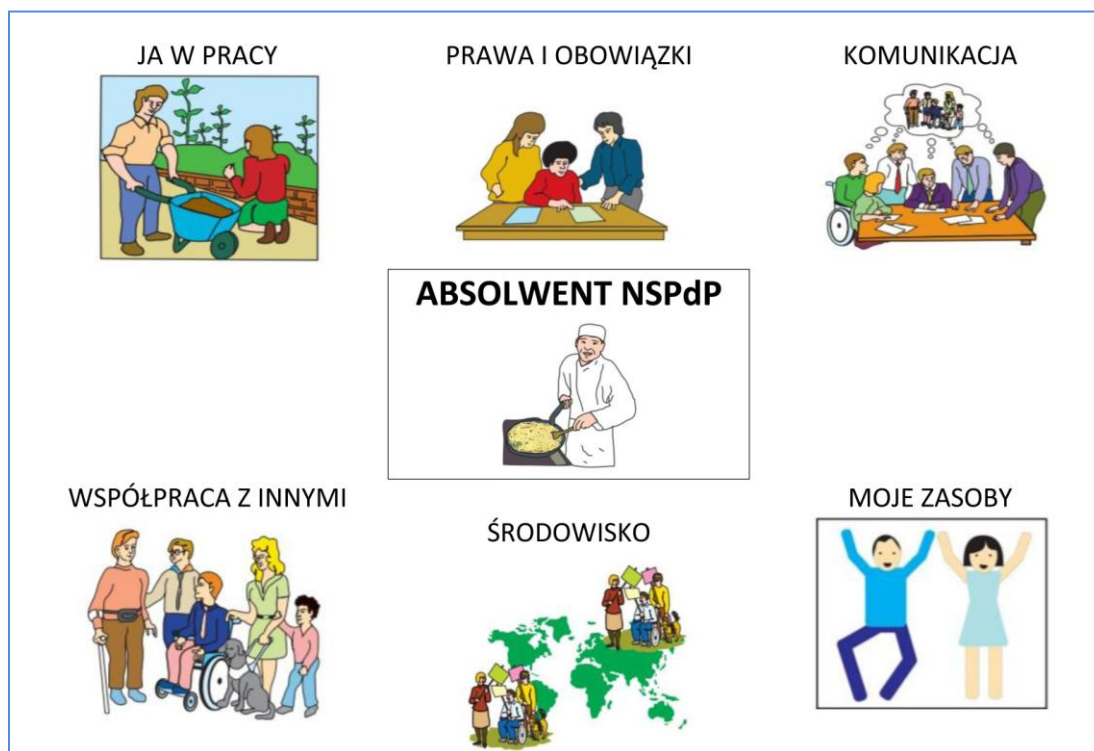 JA W PRACY
PRAWA I OBOWIĄZKI
KOMUNIKACJA
ABSOLWENT NSPdP
WSPÓŁPRACA Z INNYMI
ŚRODOWISKO
MOJE ZASOBY